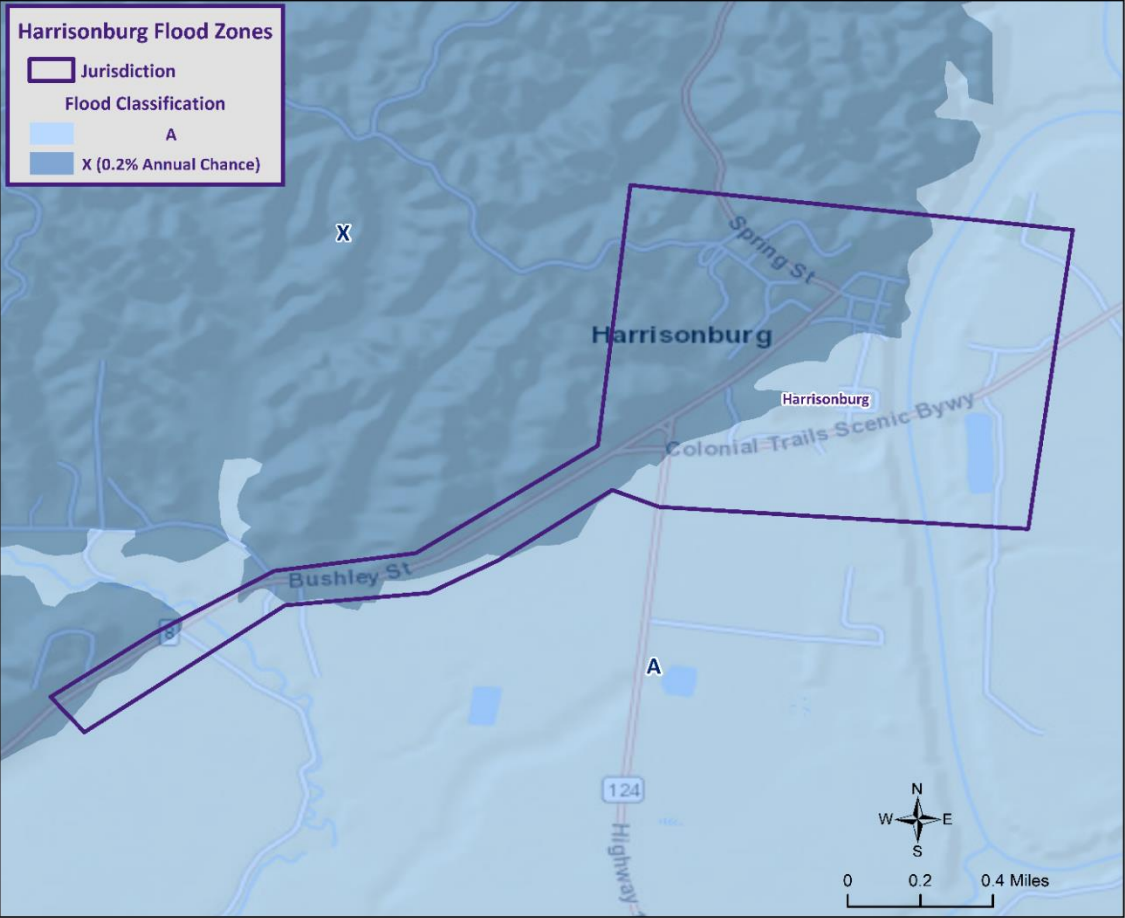 Harrisonburg Flood Zones
Jurisdiction
Flood Classification
A
X (0.2% Annual Chance)
X
Spring St
Harrisonburg
Harrisonburg
Colonial Trails Scenic Bywy
Bushley St
8
A
124
Highway
N
W E
S
0 0.2 0.4 Miles